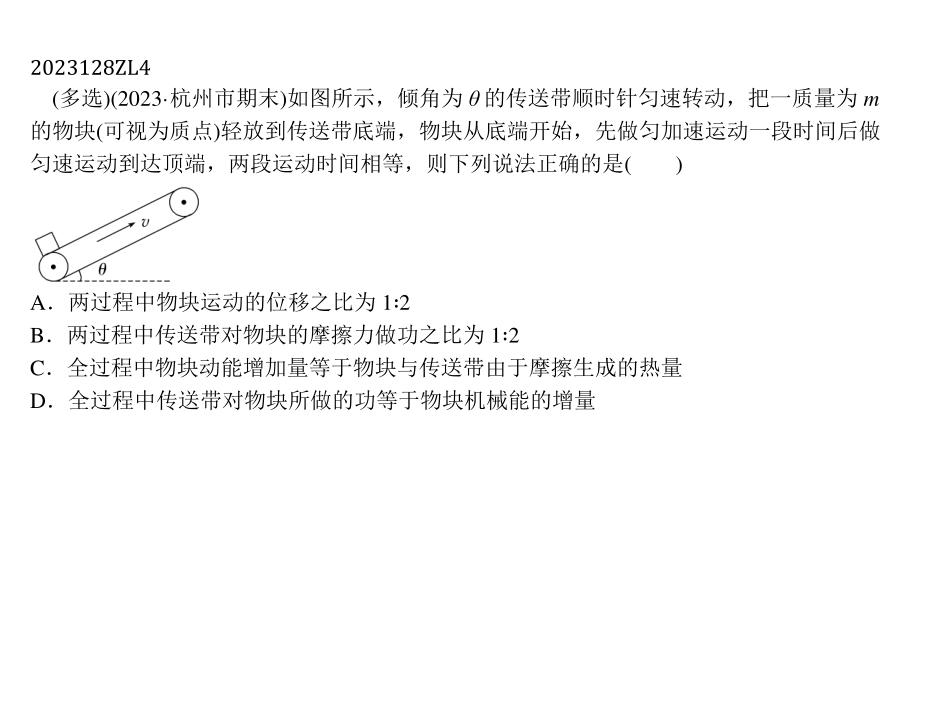 2023128ZL4
(多选)(2023·杭州市期末)如图所示，倾角为 θ 的传送带顺时针匀速转动，把一质量为 m
的物块(可视为质点)轻放到传送带底端，物块从底端开始，先做匀加速运动一段时间后做
匀速运动到达顶端，两段运动时间相等，则下列说法正确的是(　　)
v
θ
A．两过程中物块运动的位移之比为 1∶2
B．两过程中传送带对物块的摩擦力做功之比为 1∶2
C．全过程中物块动能增加量等于物块与传送带由于摩擦生成的热量
D．全过程中传送带对物块所做的功等于物块机械能的增量